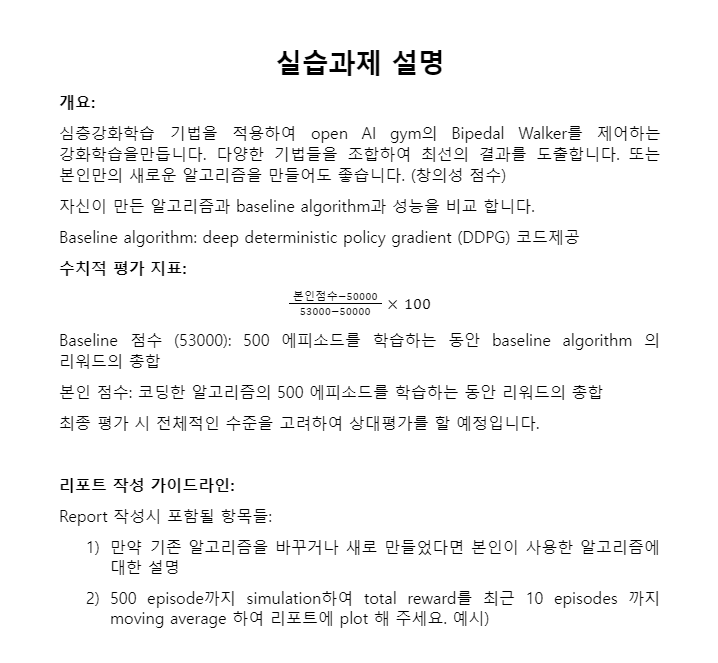 실습과제 설명
개요:
심층강화학습 기법을 적용하여 open AI gym의 Bipedal Walker를 제어하는
강화학습을만듭니다. 다양한 기법들을 조합하여 최선의 결과를 도출합니다. 또는
본인만의 새로운 알고리즘을 만들어도 좋습니다. (창의성 점수)
자신이 만든 알고리즘과 baseline algorithm과 성능을 비교 합니다.
Baseline algorithm: deep deterministic policy gradient (DDPG) 코드제공
수치적 평가 지표:
본인점수−50000
53000−50000 × 100
Baseline 점수 (53000): 500 에피소드를 학습하는 동안 baseline algorithm 의
리워드의 총합
본인 점수: 코딩한 알고리즘의 500 에피소드를 학습하는 동안 리워드의 총합
최종 평가 시 전체적인 수준을 고려하여 상대평가를 할 예정입니다.
리포트 작성 가이드라인:
Report 작성시 포함될 항목들:
1) 만약 기존 알고리즘을 바꾸거나 새로 만들었다면 본인이 사용한 알고리즘에
대한 설명
2) 500 episode까지 simulation하여 total reward를 최근 10 episodes 까지
moving average 하여 리포트에 plot 해 주세요. 예시)